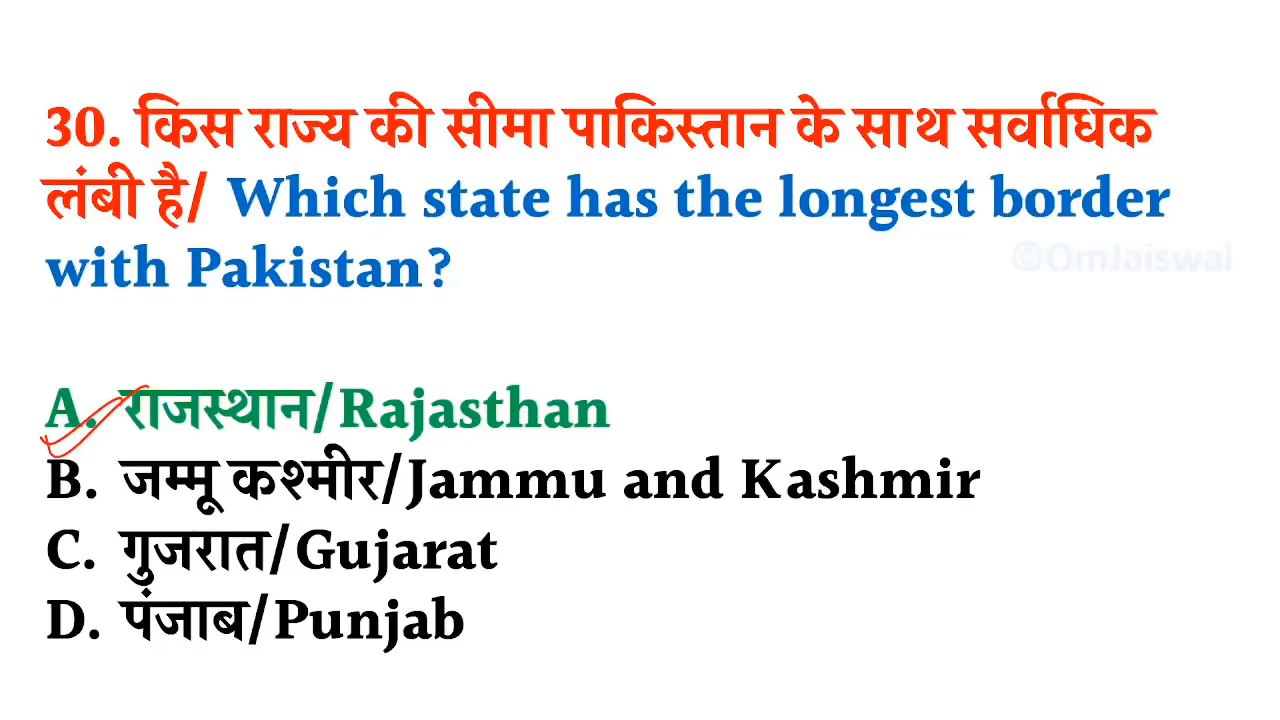 30. किस राज्य की सीमा पाकिस्तान के साथ सर्वाधिक
लंबी है/ Which state has the longest border
with Pakistan?
©OmJaiswal
A. राजस्थान/Rajasthan
B. जम्मू कश्मीर/Jammu and Kashmir
C. गुजरात/Gujarat
D. पंजाब/Punjab